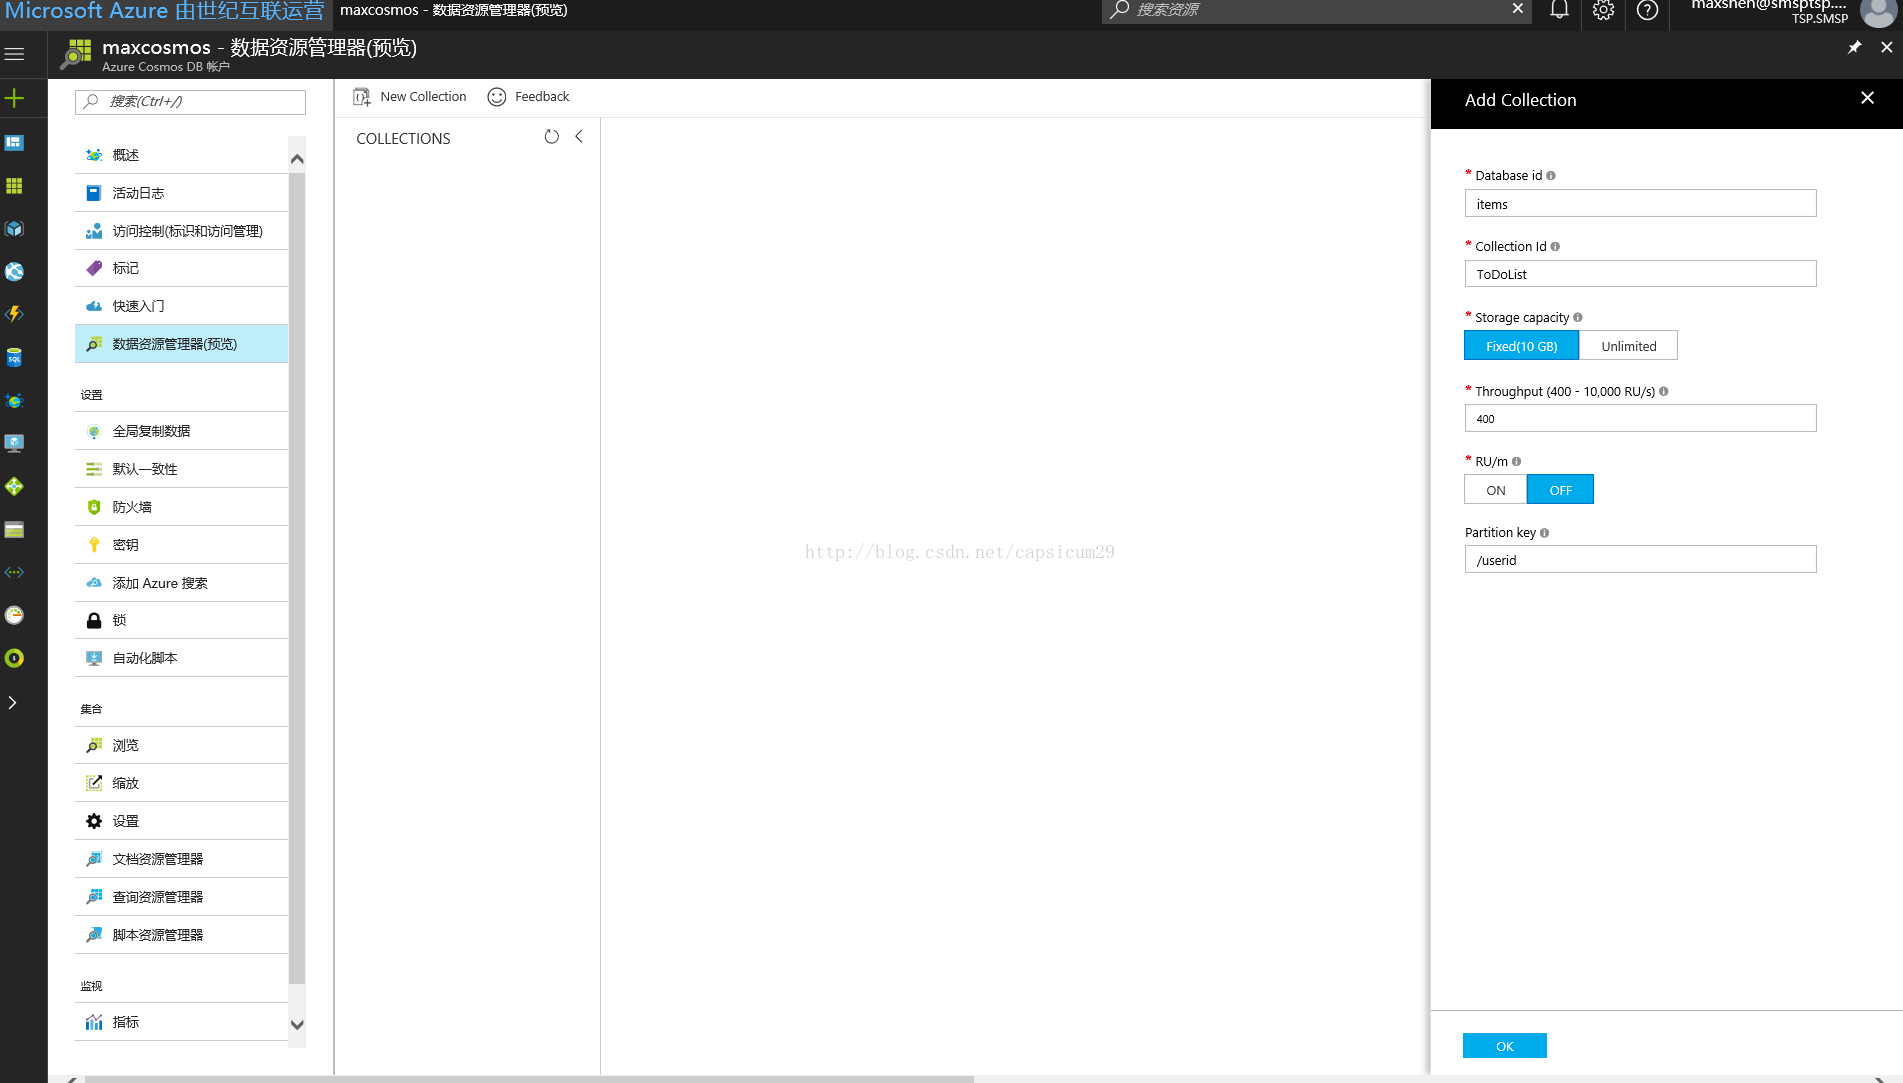 Microsoft Azure 由世纪互联运营
maxcosmos - 数据资源管理器(预览)
搜索资源
maxshen@smsptsp....
TSP.SMSP
maxcosmos - 数据资源管理器(预览)
Azure Cosmos DB 帐户
搜索(Ctrl+/)
概述
活动日志
访问控制(标识和访问管理)
标记
快速入门
数据资源管理器(预览)
设置
全局复制数据
默认一致性
防火墙
密钥
添加 Azure 搜索
锁
自动化脚本
集合
浏览
缩放
设置
文档资源管理器
查询资源管理器
脚本资源管理器
监视
指标
New Collection
Feedback
COLLECTIONS
http://blog.csdn.net/capsicum29
Add Collection
* Database id
items
* Collection Id
ToDoList
* Storage capacity
Fixed(10 GB)
Unlimited
* Throughput (400 - 10,000 RU/s)
400
* RU/m
ON
OFF
Partition key
/userid
OK